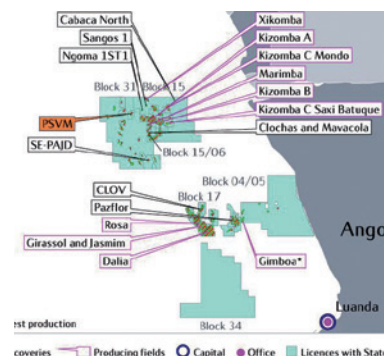 Cabaca North
Sangos 1
Ngoma 1ST1
Xikomba
Kizomba A
Kizomba C Mondo
Marimba
Kizomba B
Kizomba C Saxi Batuque
Clochas and Mavacola
Block 31
Block 15
PSVM
SE-PAJD
Block 15/06
CLOV
Pazflor
Rosa
Girassol and Jasmim
Dalia
Block 17
Block 04/05
Gimboa*
Block 34
Ango
Luanda
est production
coveries
Producing fields
Capital
Office
Licences with Stat